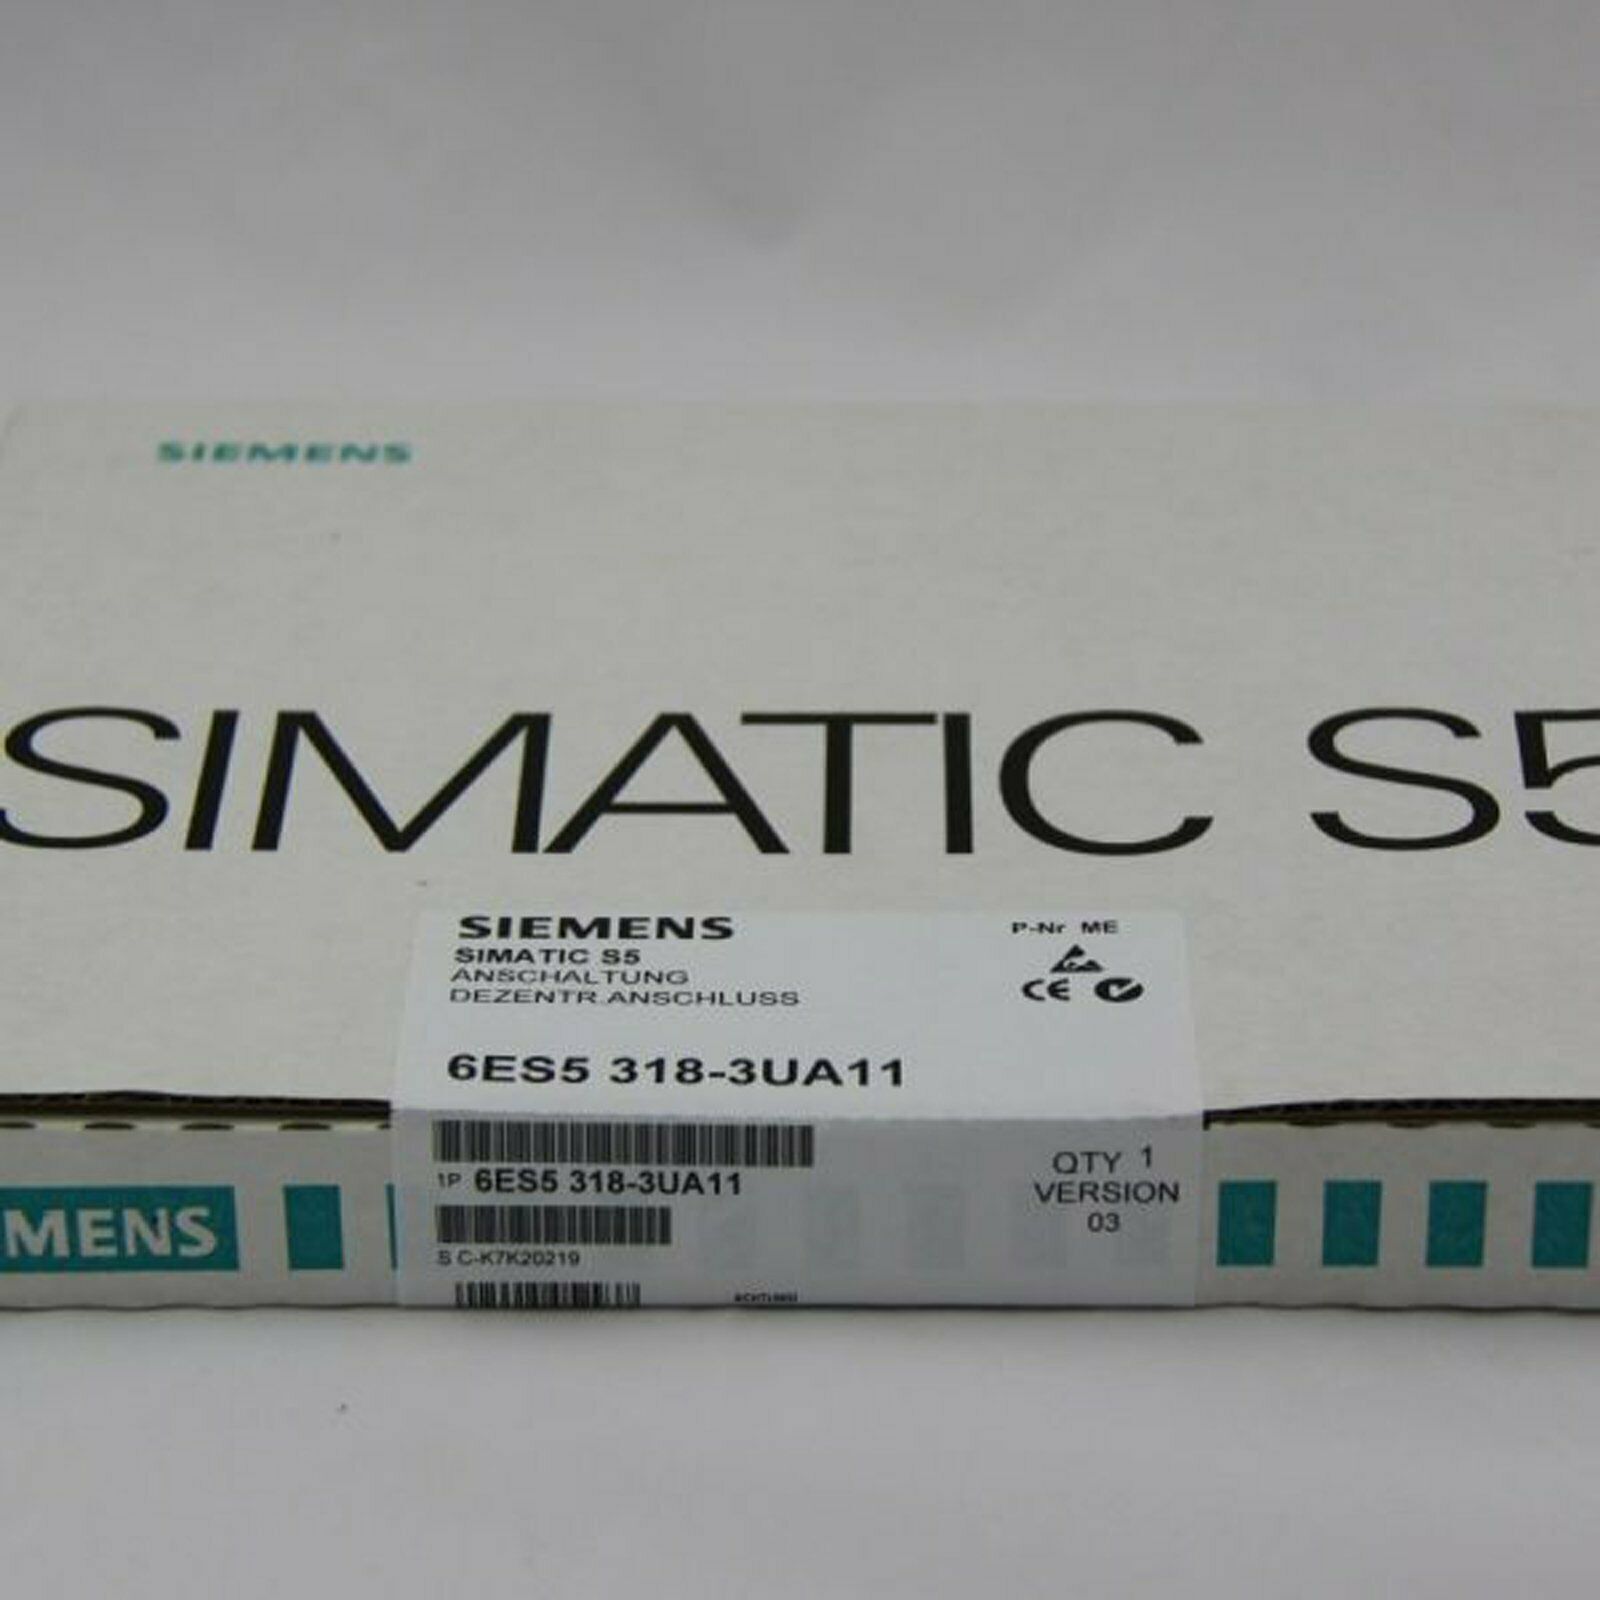 SIEMENS
SIMATIC S5
SIEMENS
SIMATIC S5
ANSCHALTUNG
DEZENTR.ANSCHLUSS
P-Nr ME
CE
6ES5 318-3UA11
1P 6ES5 318-3UA11
S C-K7K20219
QTY 1
VERSION
03
EMENS